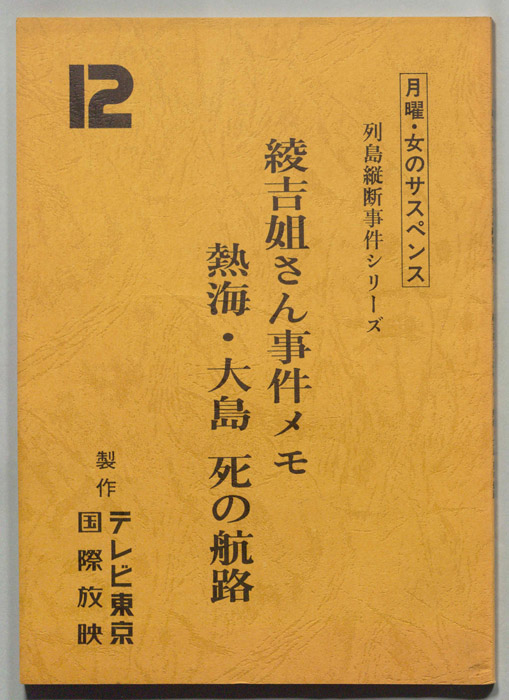 月曜・女のサスペンス
列島縦断事件シリーズ
綾吉姐さん事件メモ
熱海・大島 死の航路
12
製作
テレビ東京
国際放映